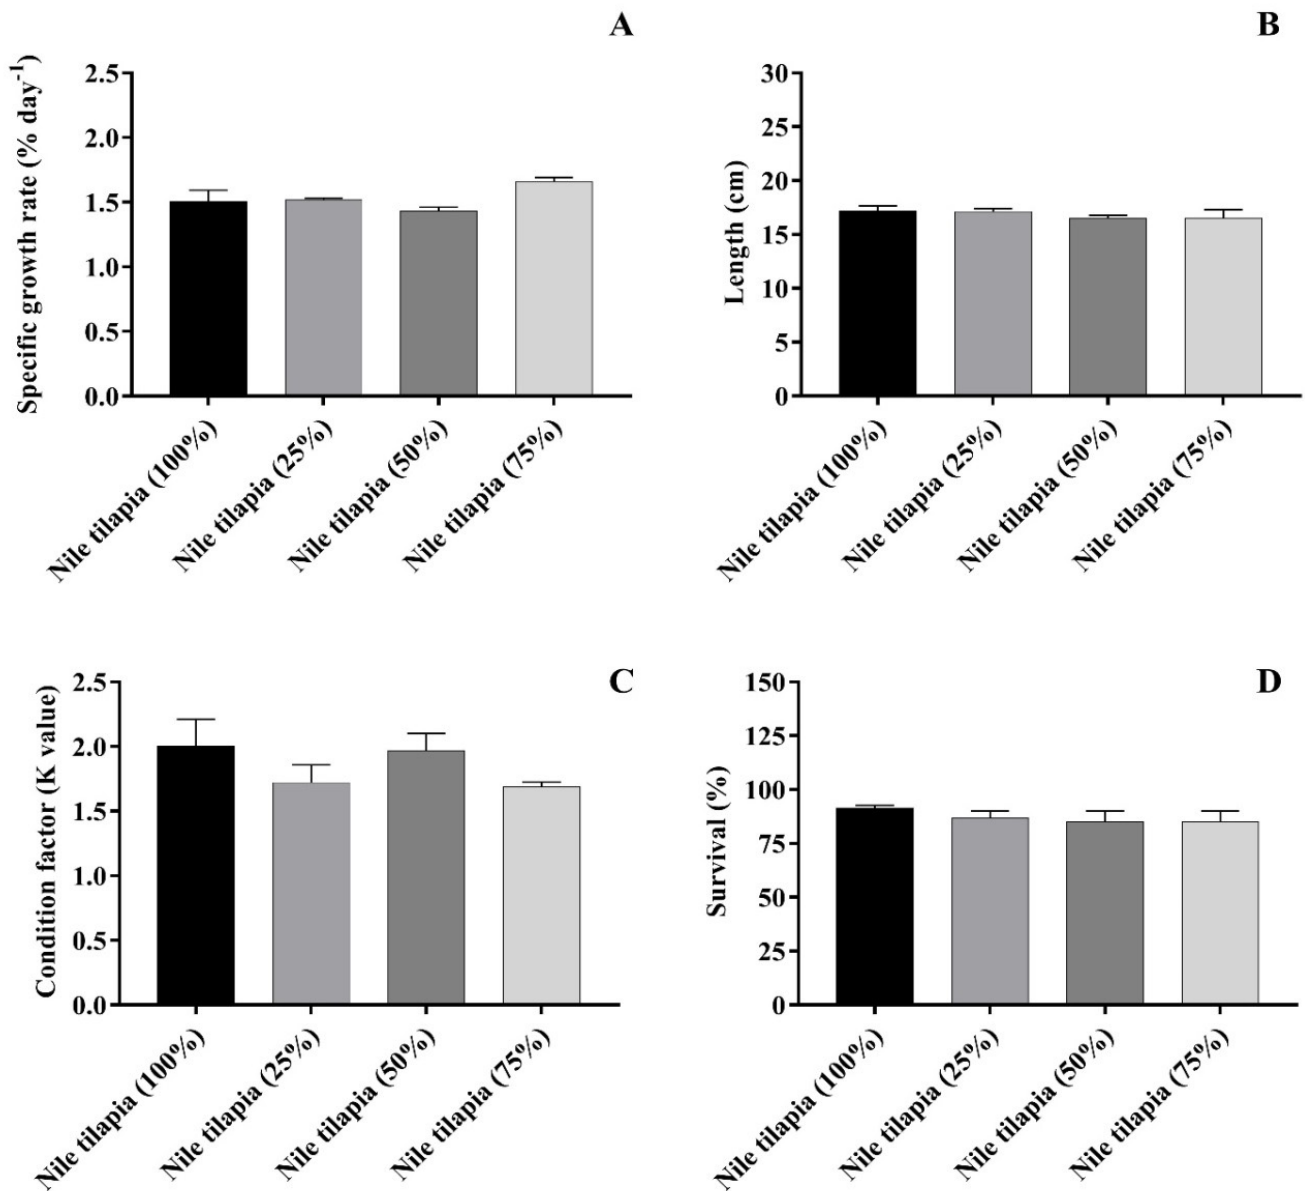 A
Specific growth rate (% day-1)
2.5
2.0
1.5
1.0
0.5
0.0
Nile tilapia (100%)
Nile tilapia (25%)
Nile tilapia (50%)
Nile tilapia (75%)
B
Length (cm)
30
25
20
15
10
5
0
Nile tilapia (100%)
Nile tilapia (25%)
Nile tilapia (50%)
Nile tilapia (75%)
C
Condition factor (K value)
2.5
2.0
1.5
1.0
0.5
0.0
Nile tilapia (100%)
Nile tilapia (25%)
Nile tilapia (50%)
Nile tilapia (75%)
D
Survival (%)
150
125
100
75
50
25
0
Nile tilapia (100%)
Nile tilapia (25%)
Nile tilapia (50%)
Nile tilapia (75%)